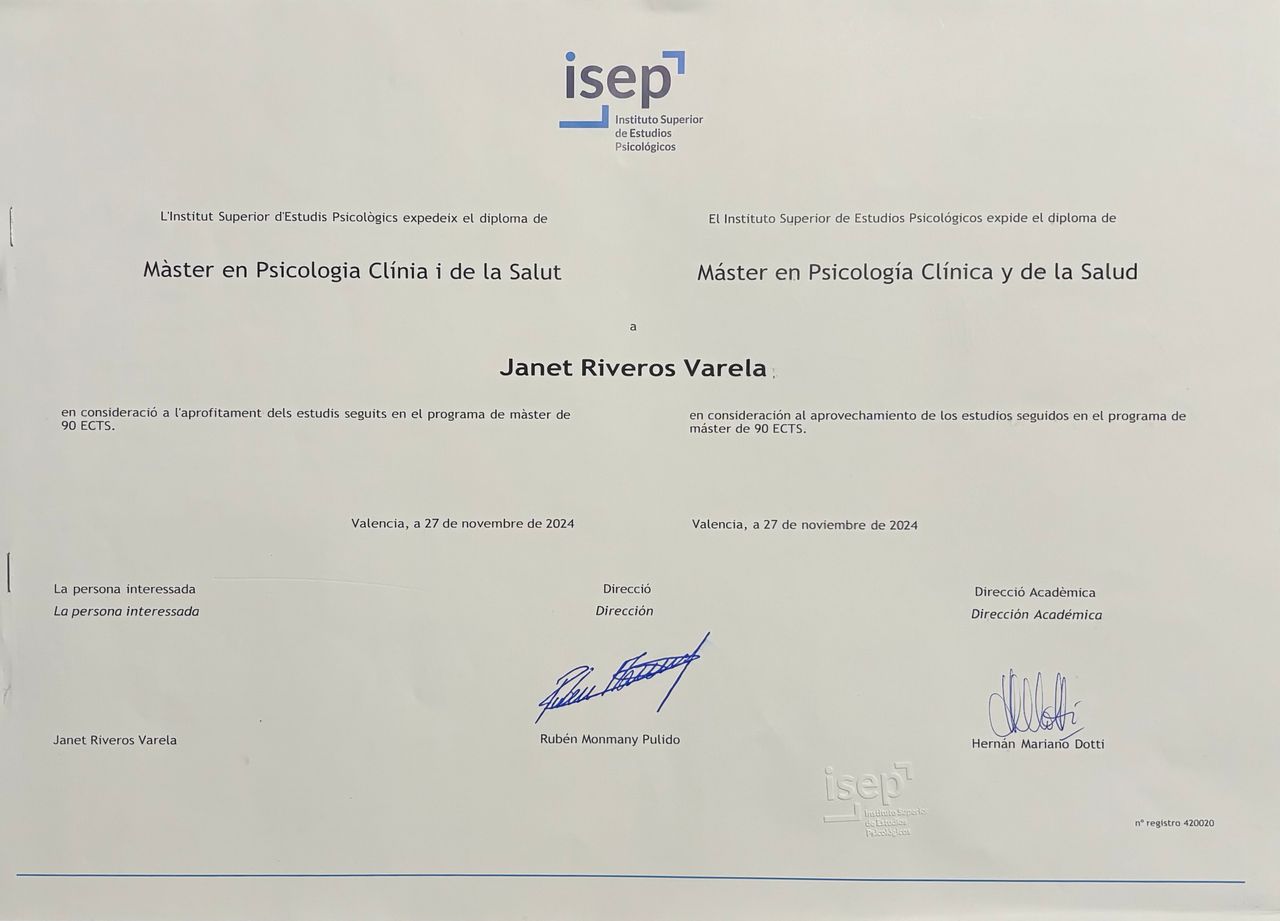 isep
Instituto Superior
de Estudios
Psicológicos
L'Institut Superior d'Estudis Psicològics expedeix el diploma de
Màster en Psicologia Clínia i de la Salut
El Instituto Superior de Estudios Psicológicos expide el diploma de
Máster en Psicología Clínica y de la Salud
a
Janet Riveros Varela
en consideració a l'aprofitament dels estudis seguits en el programa de màster de
90 ECTS.
en consideración al aprovechamiento de los estudios seguidos en el programa de
máster de 90 ECTS.
Valencia, a 27 de novembre de 2024
Valencia, a 27 de noviembre de 2024
La persona interessada
La persona interessada
Direcció
Dirección
Direcció Acadèmica
Dirección Académica
Janet Riveros Varela
Rubén Monmany Pulido
Hernán Mariano Dotti
isep
Instituto Superior
de Estudios
Psicológicos
nº registro 420020